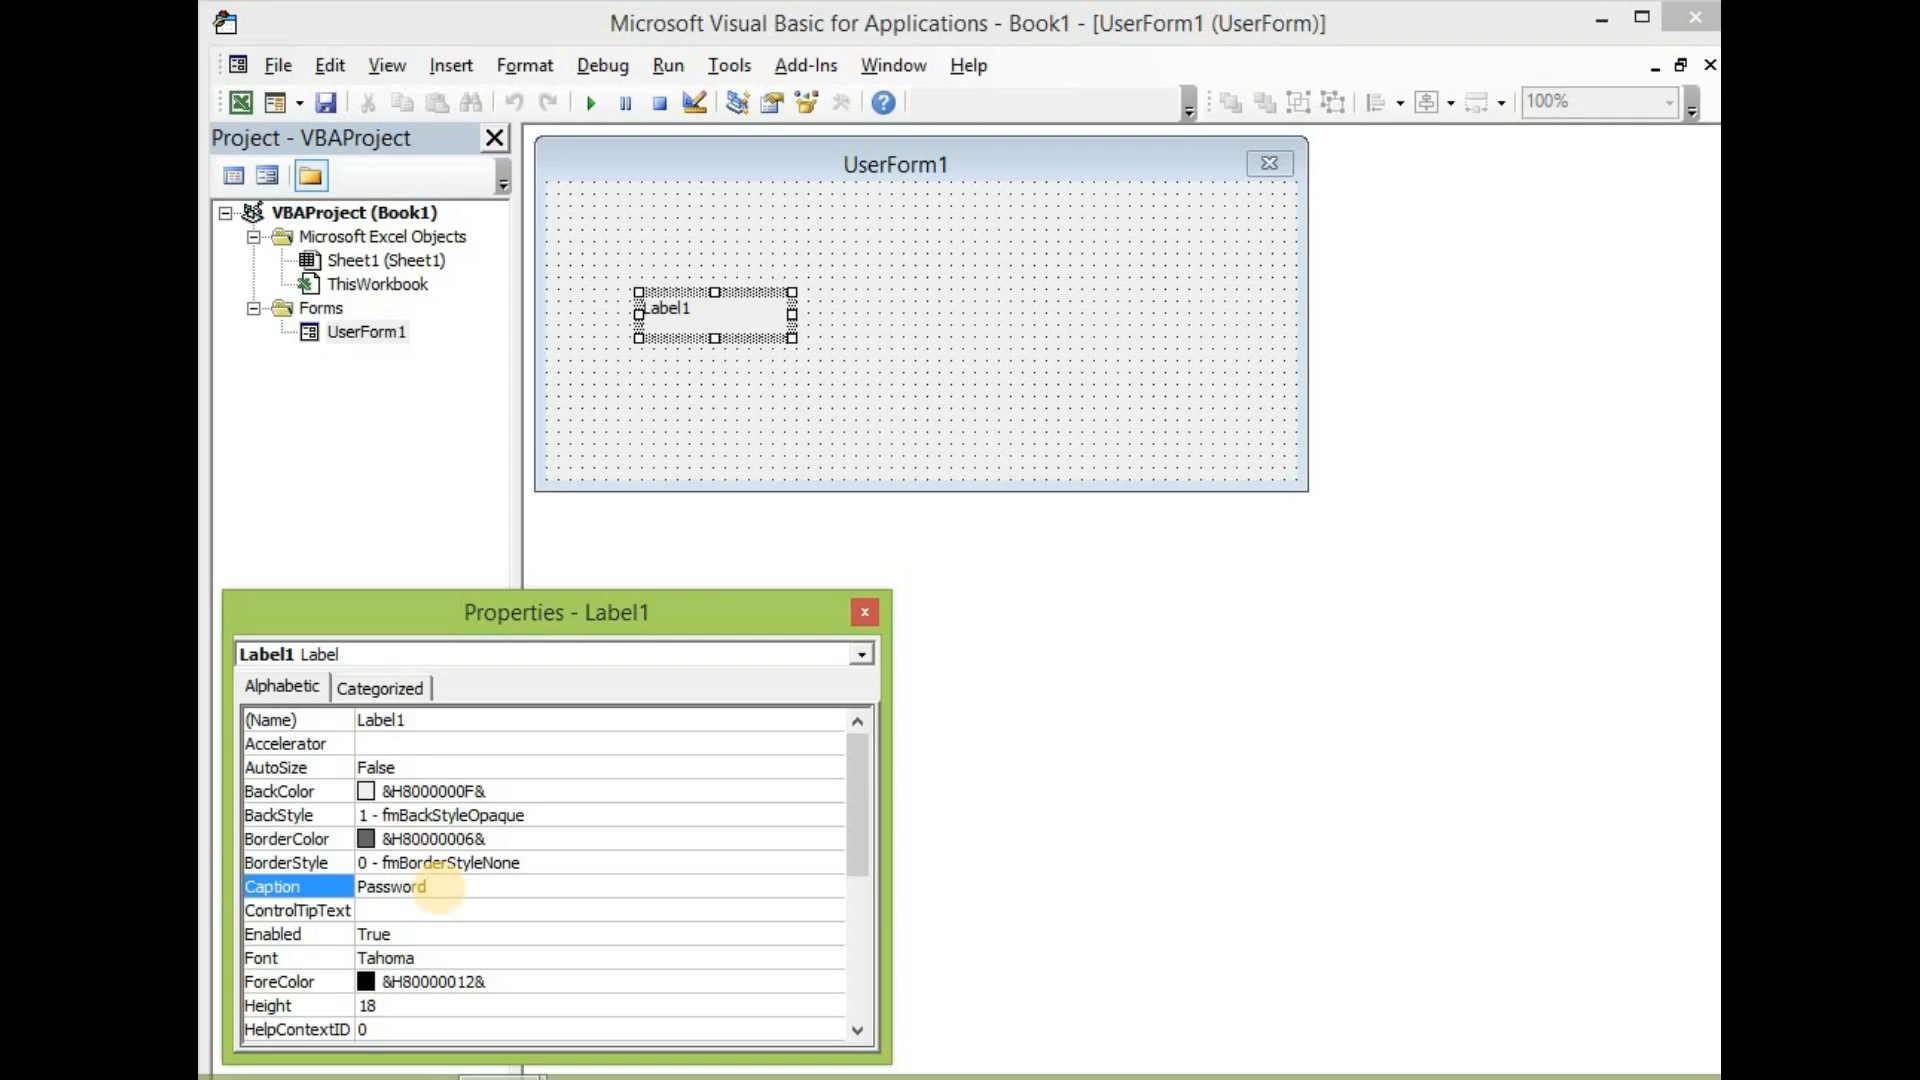 Microsoft Visual Basic for Applications - Book1 - [UserForm1 (UserForm)]
File Edit View Insert Format Debug Run Tools Add-Ins Window Help
100%
Project - VBAProject
UserForm1
VBAProject (Book1)
Microsoft Excel Objects
Sheet1 (Sheet1)
ThisWorkbook
Forms
UserForm1
Label1
Properties - Label1
Label1 Label
Alphabetic Categorized
(Name) Label1
Accelerator
AutoSize False
BackColor &H8000000F&
BackStyle 1 - fmBackStyleOpaque
BorderColor &H80000006&
BorderStyle 0 - fmBorderStyleNone
Caption Password
ControlTipText
Enabled True
Font Tahoma
ForeColor &H80000012&
Height 18
HelpContextID 0